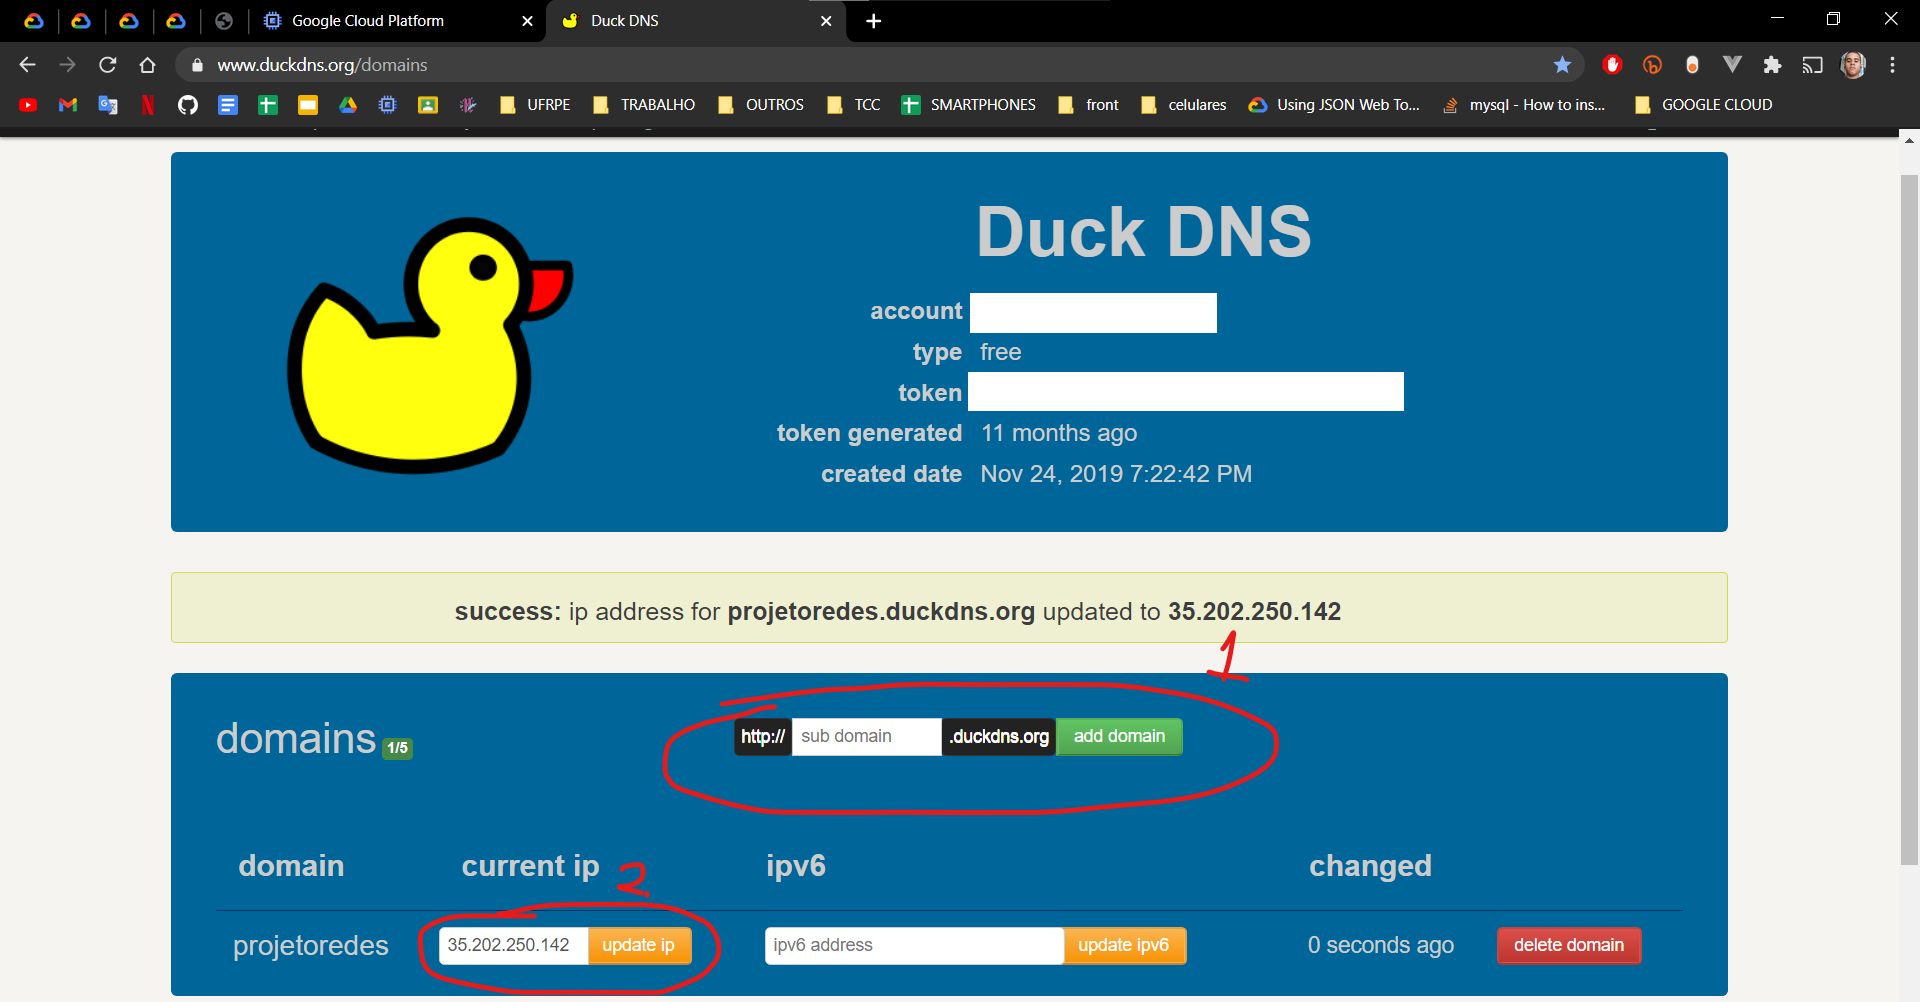 Google Cloud Platform
Duck DNS
www.duckdns.org/domains
UFRPE
TRABALHO
OUTROS
TCC
SMARTPHONES
front
celulares
Using JSON Web To...
mysql - How to ins...
GOOGLE CLOUD
Duck DNS
account
type free
token
token generated 11 months ago
created date Nov 24, 2019 7:22:42 PM
success: ip address for projetoredes.duckdns.org updated to 35.202.250.142
1
domains 1/5
http:// sub domain .duckdns.org add domain
domain current ip 2 ipv6 changed
projetoredes 35.202.250.142 update ip ipv6 address update ipv6 0 seconds ago delete domain